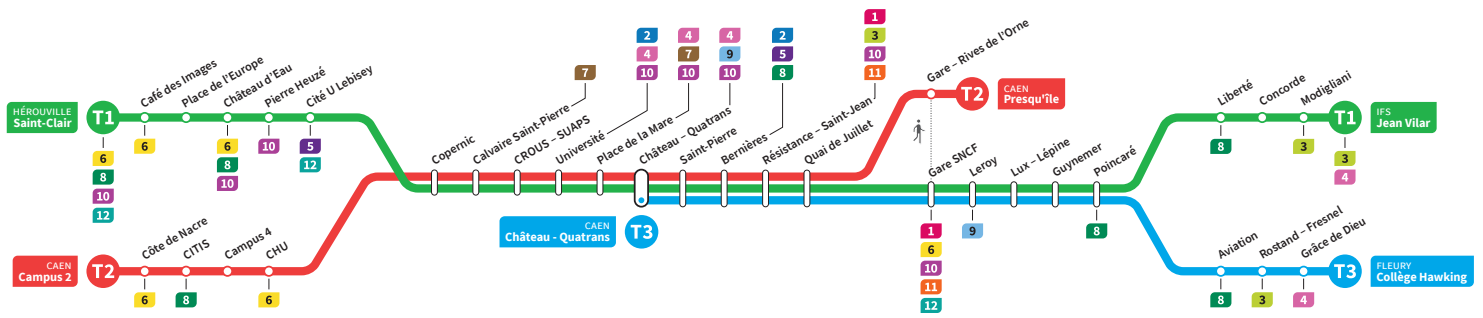 HÉROUVILLE
Saint-Clair
T1
6
8
10
12
Café des Images
6
Place de l'Europe
Château d'Eau
6
8
10
Pierre Heuzé
10
Cité U Lebisey
5
12
CAEN
Campus 2
T2
Côte de Nacre
6
CITIS
8
Campus 4
CHU
6
Copernic
Calvaire Saint-Pierre
7
CROUS – SUAPS
Université
2
4
10
Place de la Mare
4
7
10
Château – Quatrans
4
9
10
CAEN
Château - Quatrans
T3
Saint-Pierre
Bernières
2
5
8
Résistance – Saint-Jean
1
3
10
11
Quai de Juillet
Gare – Rives de l'Orne
T2
CAEN
Presqu'île
Gare SNCF
1
6
10
11
12
Leroy
9
Lux – Lépine
Guynemer
Poincaré
8
Liberté
8
Concorde
Modigliani
3
T1
IFS
Jean Vilar
3
4
Aviation
8
Rostand – Fresnel
3
Grâce de Dieu
4
T3
FLEURY
Collège Hawking